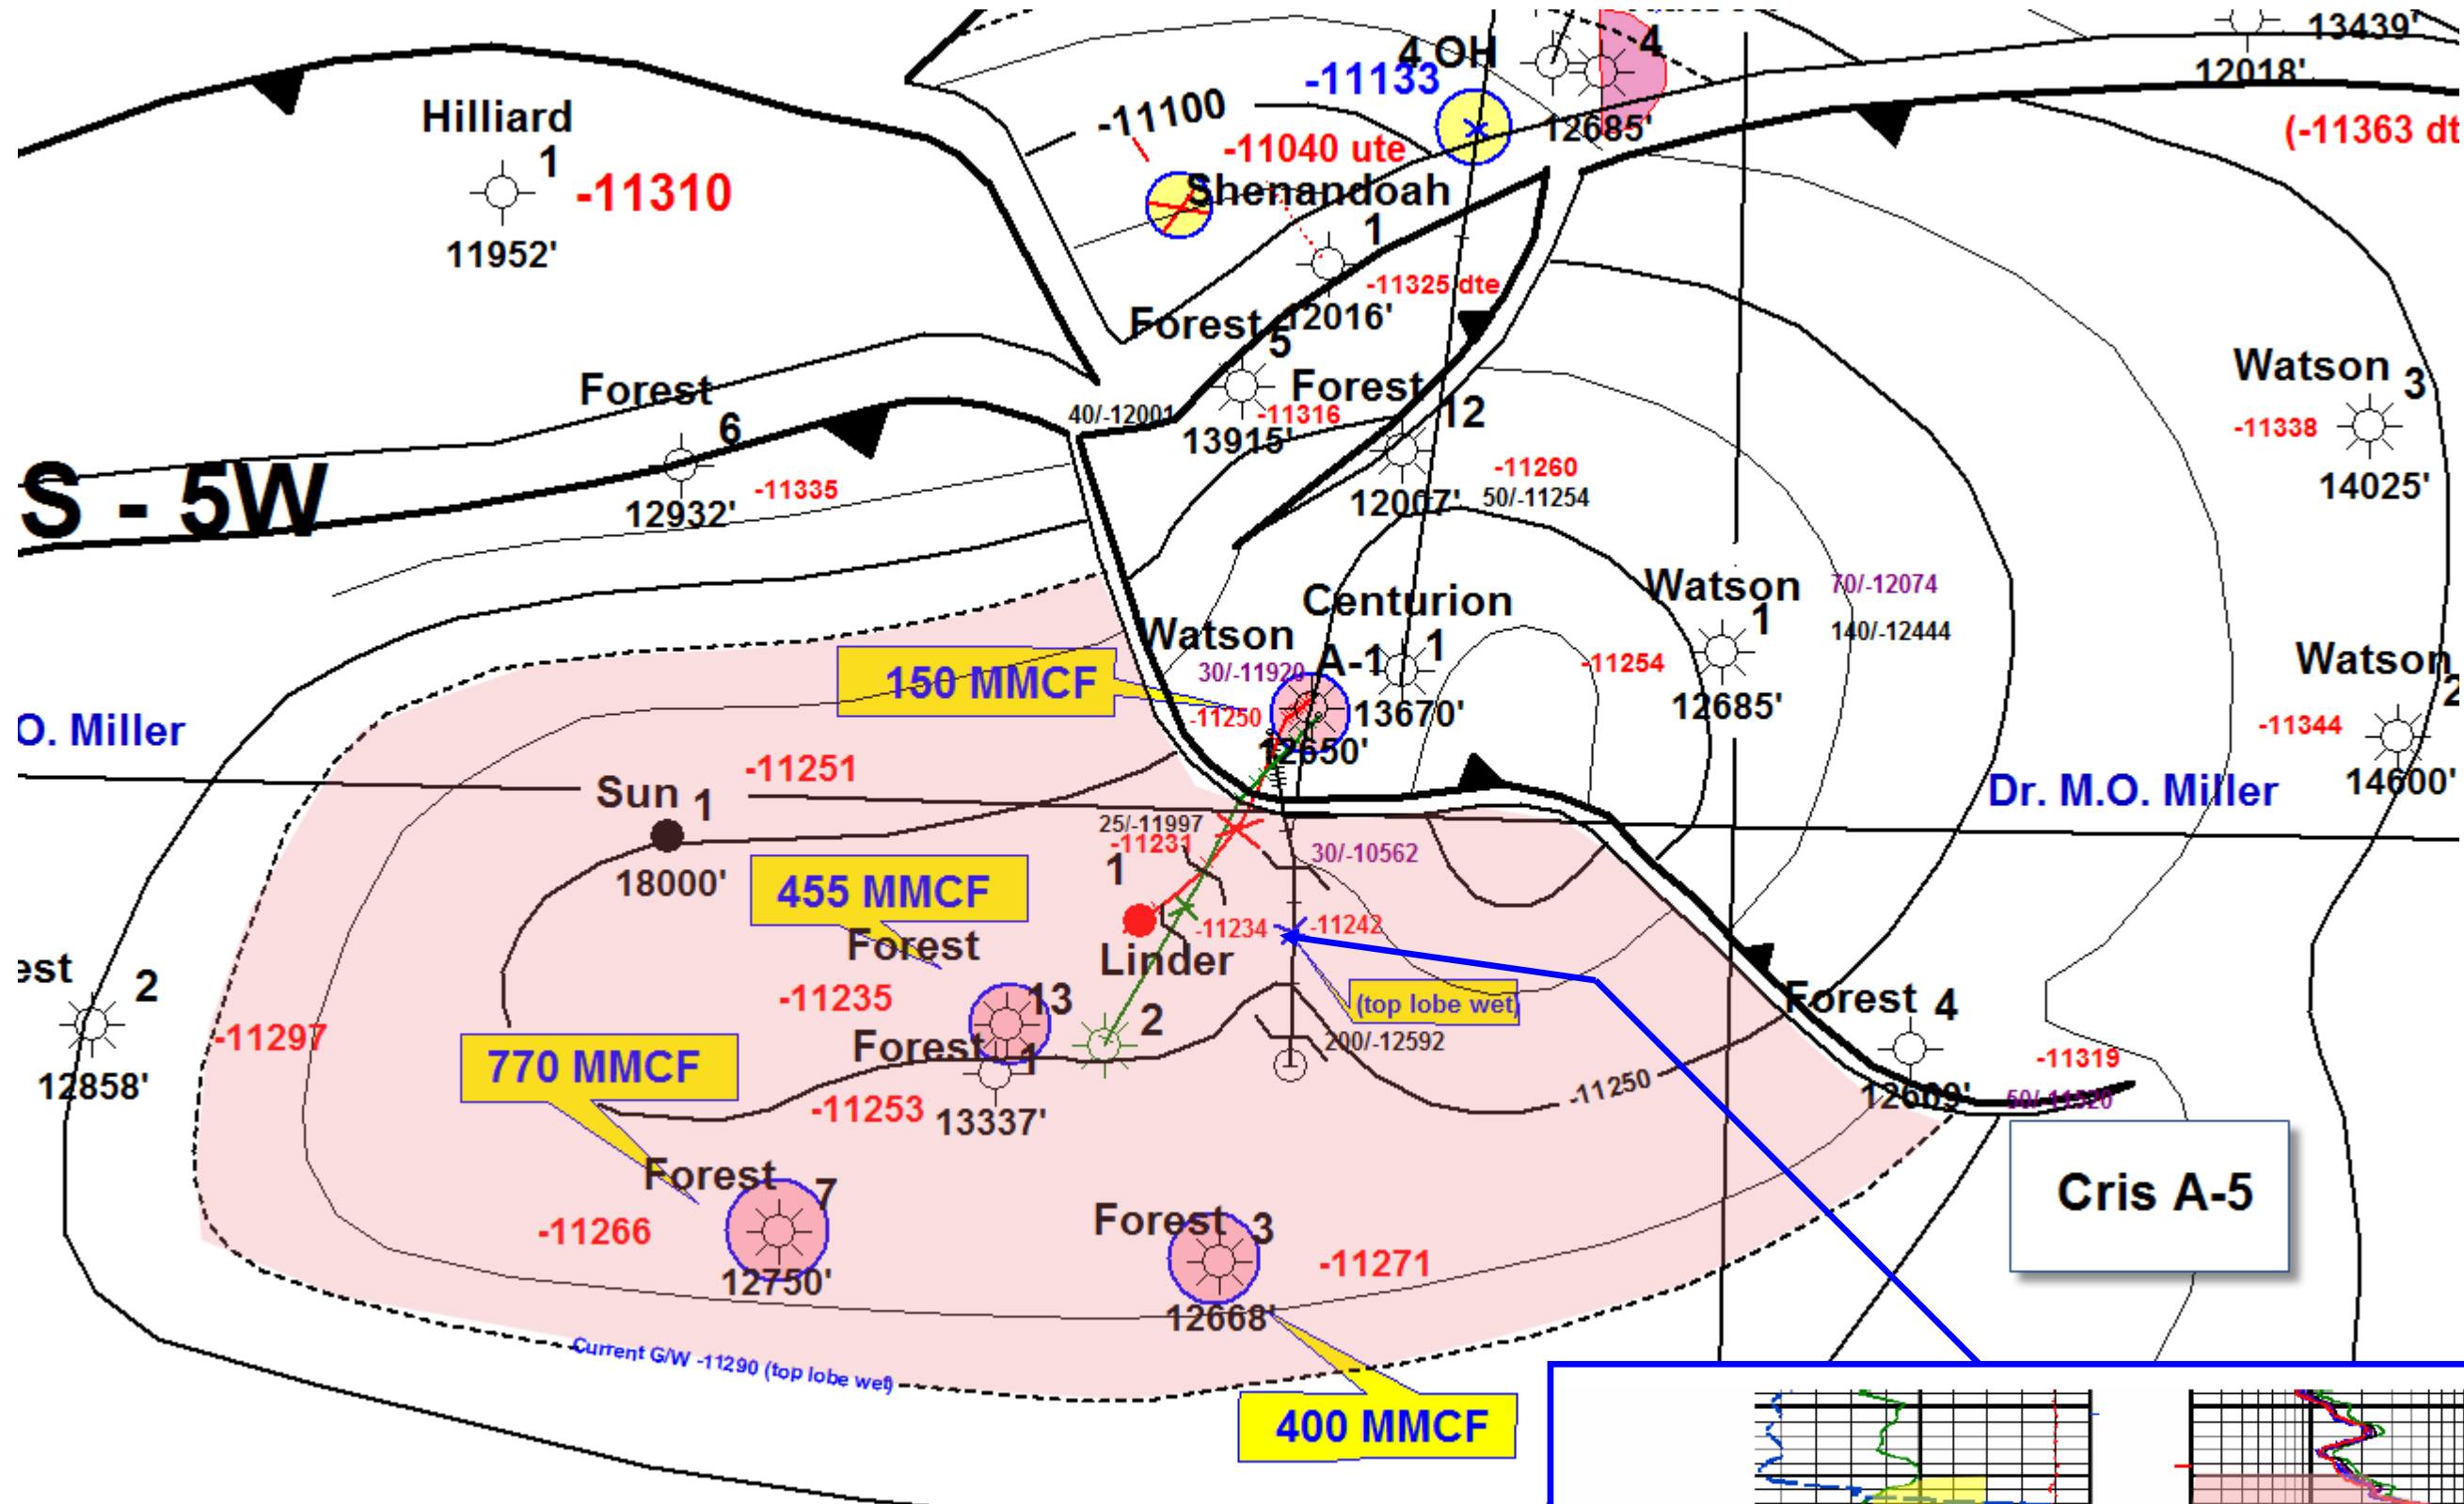 13439'
12018'
4 OH
4
-11133
12685'
Hilliard
1
-11310
11952'
-11100
-11040 ute
Shenandoah
1
-11325 dte
12016'
(-11363 dt
Forest
5
-11316
13915'
40/-12001
Forest
12
12007'
-11260
50/-11254
Forest
6
12932'
-11335
S - 5W
Watson
3
-11338
14025'
Watson
1
70/-12074
140/-12444
-11254
12685'
Centurion
1
13670'
Watson
A-1
30/-11920
-11250
12650'
150 MMCF
Watson
2
-11344
14600'
O. Miller
Dr. M.O. Miller
-11251
Sun 1
18000'
25/-11997
-11231
1
Linder
-11234
30/-10562
-11242
(top lobe wet)
455 MMCF
Forest
13
-11235
2
200/-12592
Forest
1
-11253
13337'
-11250
est
2
12858'
-11297
770 MMCF
Forest
7
-11266
12750'
Forest
3
-11271
12668'
Forest 4
-11319
12669'
50/-11520
Cris A-5
Current G/W -11290 (top lobe wet)
400 MMCF